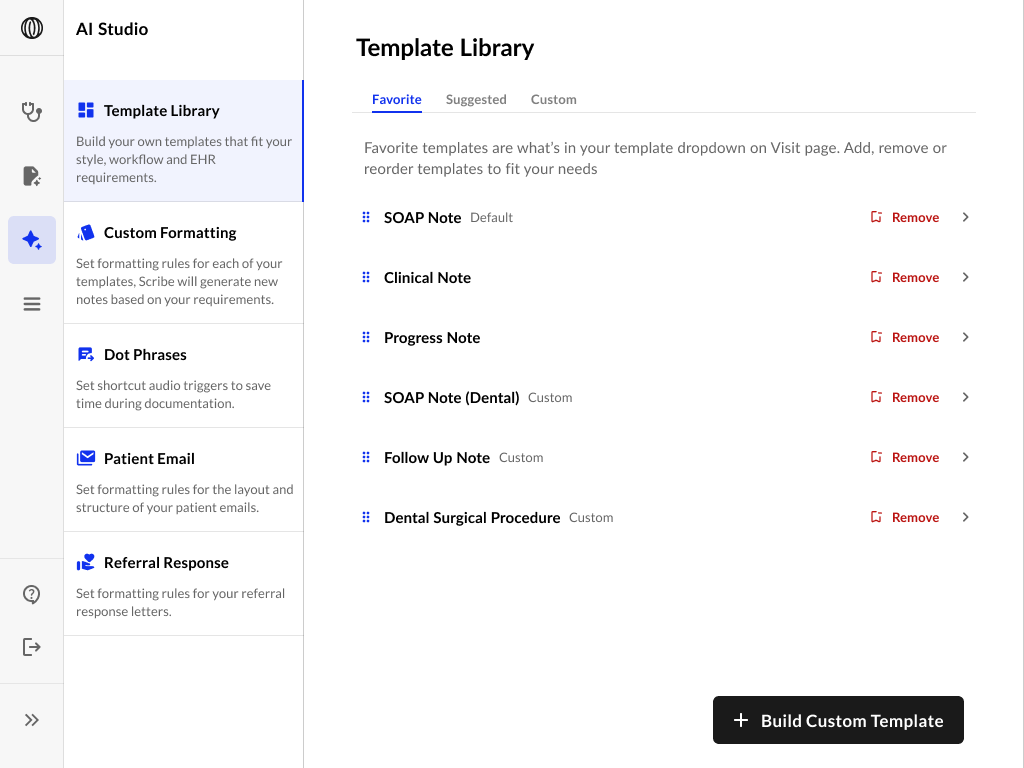 AI Studio
Template Library
Build your own templates that fit your
style, workflow and EHR
requirements.
Custom Formatting
Set formatting rules for each of your
templates, Scribe will generate new
notes based on your requirements.
Dot Phrases
Set shortcut audio triggers to save
time during documentation.
Patient Email
Set formatting rules for the layout and
structure of your patient emails.
Referral Response
Set formatting rules for your referral
response letters.
Template Library
Favorite Suggested Custom
Favorite templates are what’s in your template dropdown on Visit page. Add, remove or
reorder templates to fit your needs
SOAP Note Default Remove
Clinical Note Remove
Progress Note Remove
SOAP Note (Dental) Custom Remove
Follow Up Note Custom Remove
Dental Surgical Procedure Custom Remove
Build Custom Template